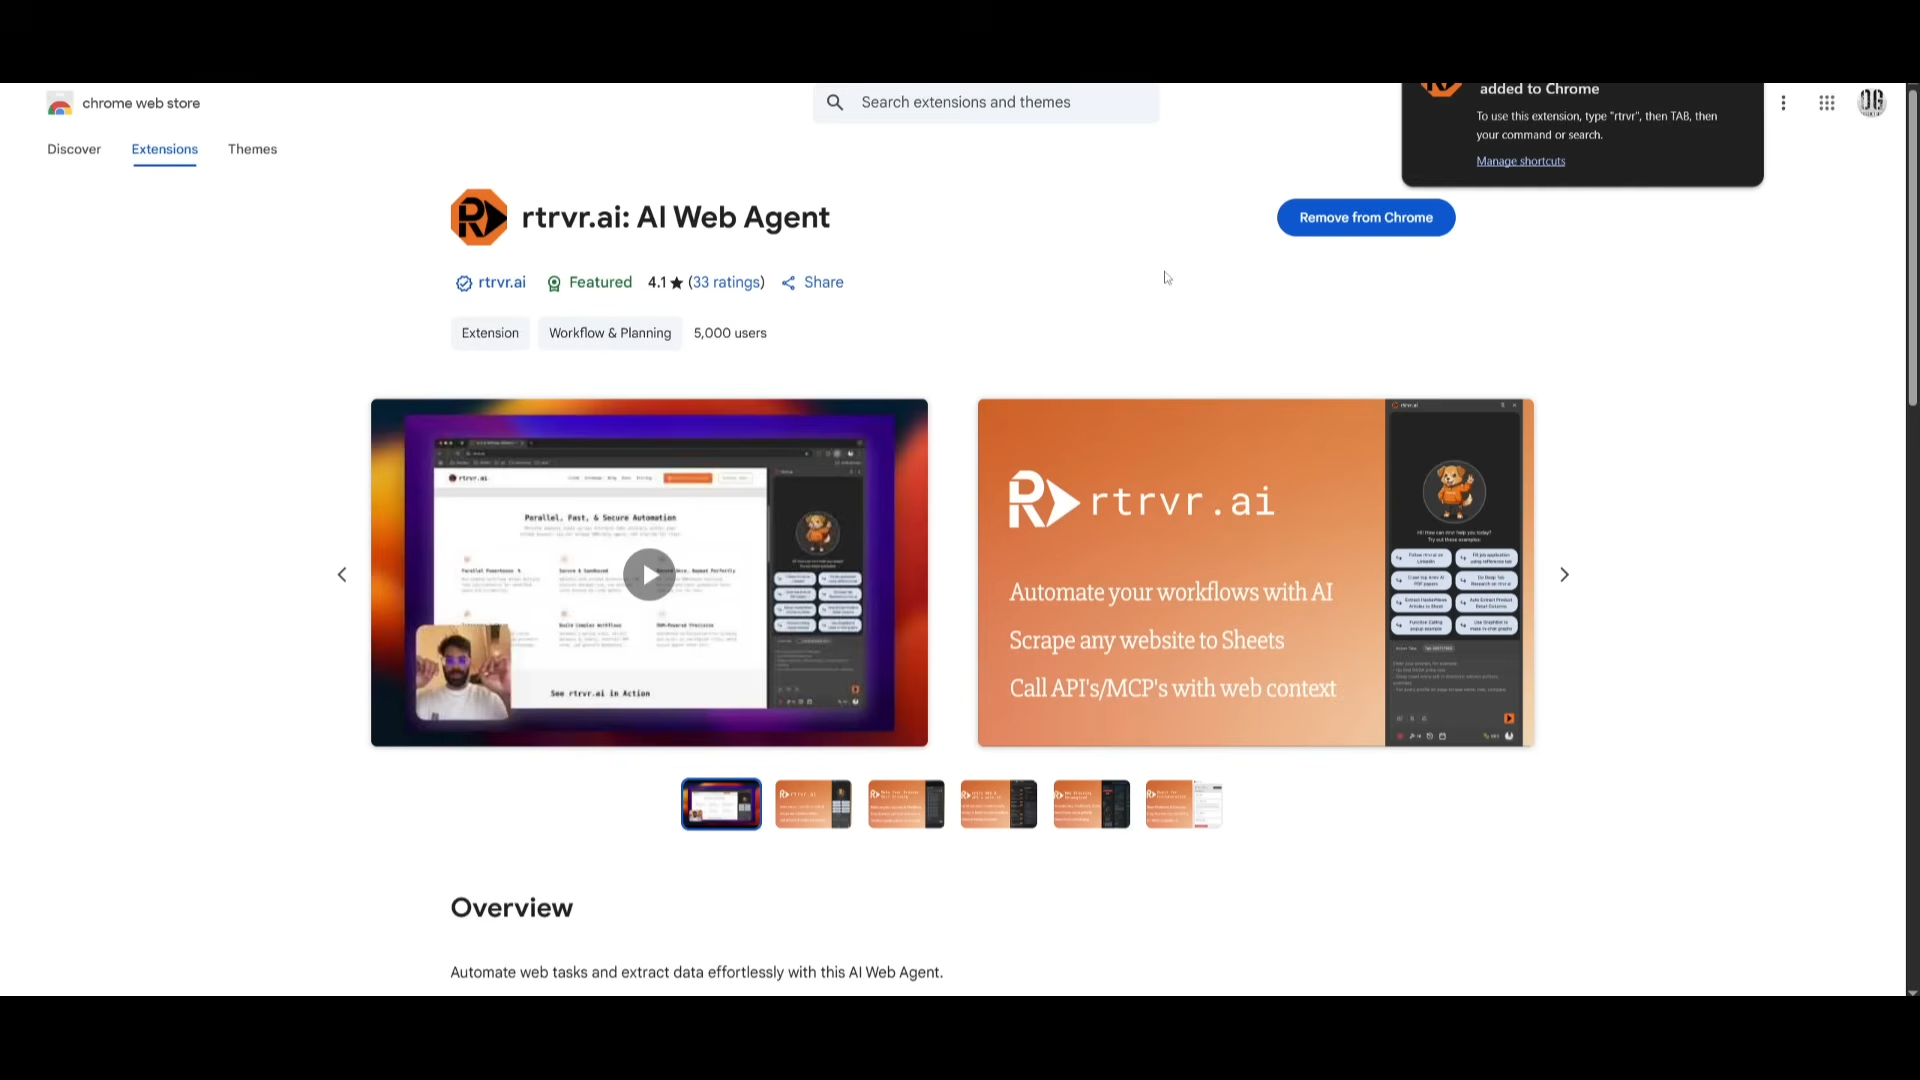 chrome web store
Search extensions and themes
added to Chrome
To use this extension, type "rtrvr", then TAB, then
your command or search.
Manage shortcuts
Discover
Extensions
Themes
rtrvr.ai: AI Web Agent
Remove from Chrome
rtrvr.ai
Featured
4.1★ (33 ratings)
Share
Extension
Workflow & Planning
5,000 users
rtrvr.ai
Parallel, Fast, & Secure Automation
See rtrvr.ai in Action
rtrvr.ai
Automate your workflows with AI
Scrape any website to Sheets
Call API's/MCP's with web context
Overview
Automate web tasks and extract data effortlessly with this AI Web Agent.